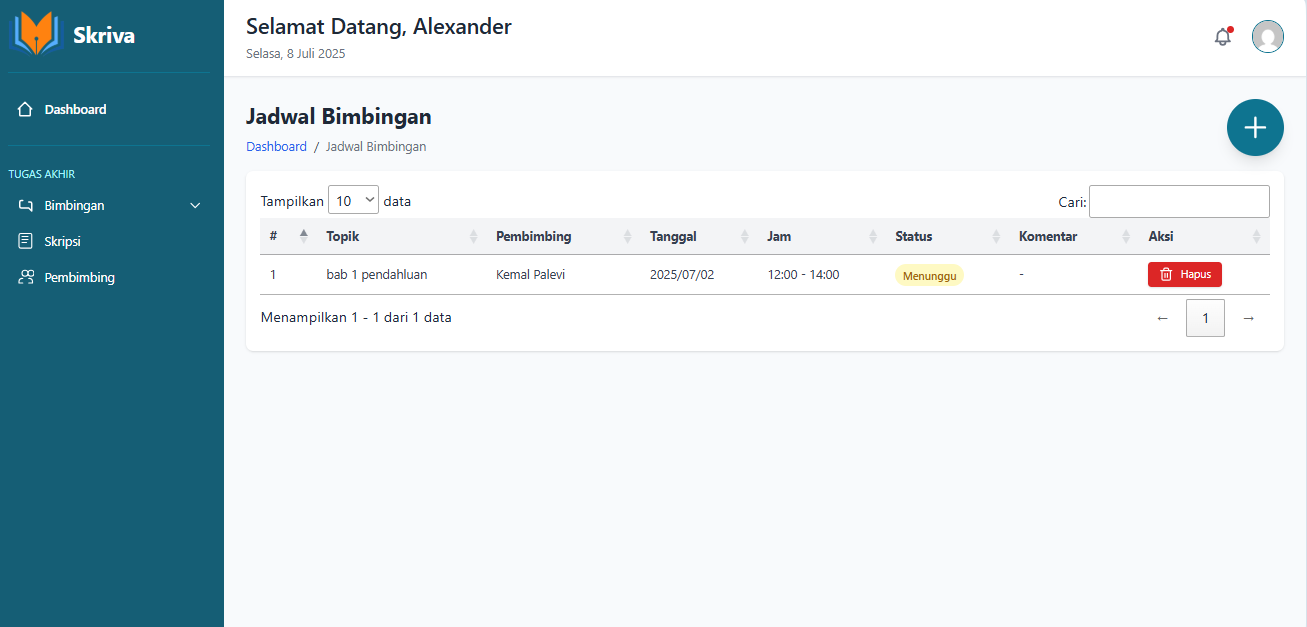 Skriva
Dashboard
TUGAS AKHIR
Bimbingan
Skripsi
Pembimbing
Selamat Datang, Alexander
Selasa, 8 Juli 2025
Jadwal Bimbingan
Dashboard / Jadwal Bimbingan
Tampilkan 10 data Cari:
# Topik Pembimbing Tanggal Jam Status Komentar Aksi
1 bab 1 pendahluan Kemal Palevi 2025/07/02 12:00 - 14:00 Menunggu - Hapus
Menampilkan 1 - 1 dari 1 data ← 1 →